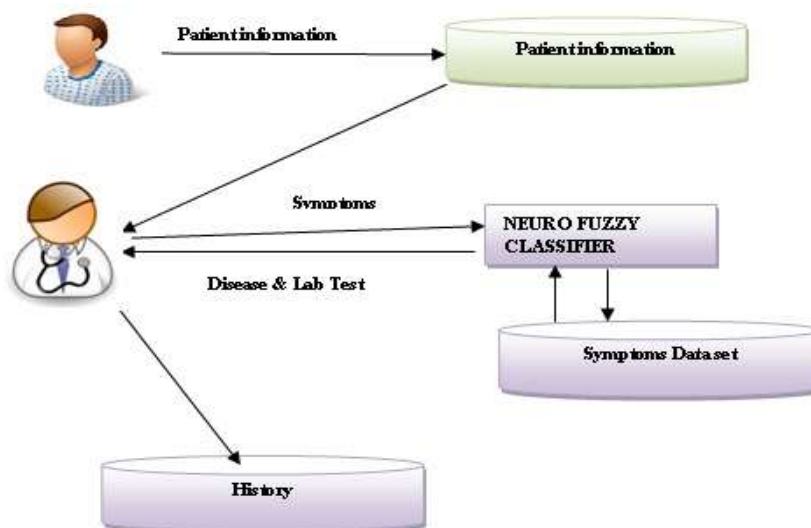 Patient information
Patient information
Symptoms
NEURO FUZZY
CLASSIFIER
Disease & Lab Test
Symptoms Dataset
History